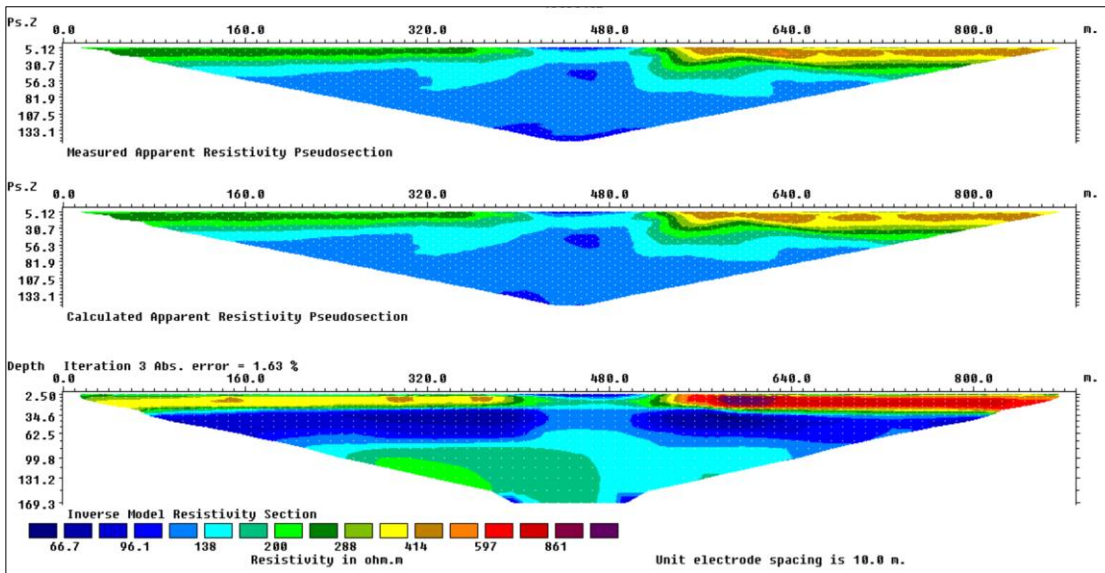 Ps.Z 0.0 160.0 320.0 480.0 640.0 800.0 m.
5.12
30.7
56.3
81.9
107.5
133.1
Measured Apparent Resistivity Pseudosection
Ps.Z 0.0 160.0 320.0 480.0 640.0 800.0 m.
5.12
30.7
56.3
81.9
107.5
133.1
Calculated Apparent Resistivity Pseudosection
Depth Iteration 3 Abs. error = 1.63 %
0.0 160.0 320.0 480.0 640.0 800.0 m.
2.50
34.6
62.5
99.8
131.2
169.3
Inverse Model Resistivity Section
66.7 96.1 138 200 288 414 597 861
Resistivity in ohm.m Unit electrode spacing is 10.0 m.